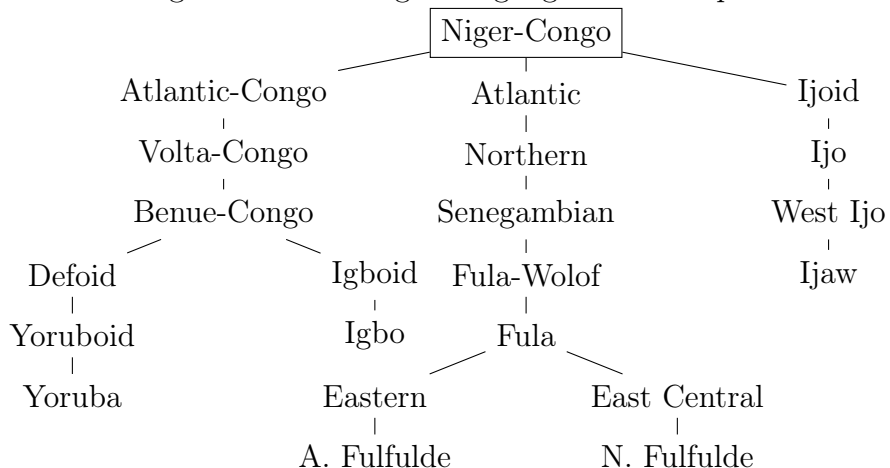 Niger-Congo
Atlantic-Congo Atlantic Ijoid
Volta-Congo Northern Ijo
Benue-Congo Senegambian West Ijo
Defoid Igboid Fula-Wolof Ijaw
Yoruboid Igbo Fula
Yoruba Eastern East Central
A. Fulfulde N. Fulfulde